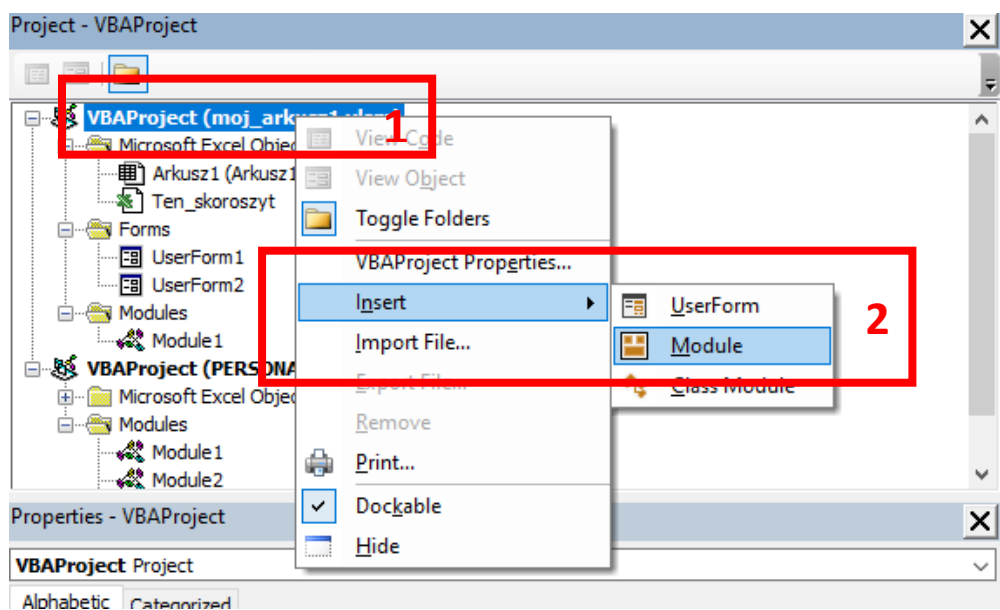 Project - VBAProject
VBAProject (moj_arkusz1.xlsm)
1
Microsoft Excel Objec
Arkusz1 (Arkusz1
Ten_skoroszyt
Forms
UserForm1
UserForm2
Modules
Module1
VBAProject (PERSONA
Microsoft Excel Objec
Modules
Module1
Module2
View Code
View Object
Toggle Folders
VBAProject Properties...
Insert
Import File...
Export File...
Remove
Print...
Dockable
Hide
UserForm
Module
Class Module
2
Properties - VBAProject
VBAProject Project
Alphabetic Categorized